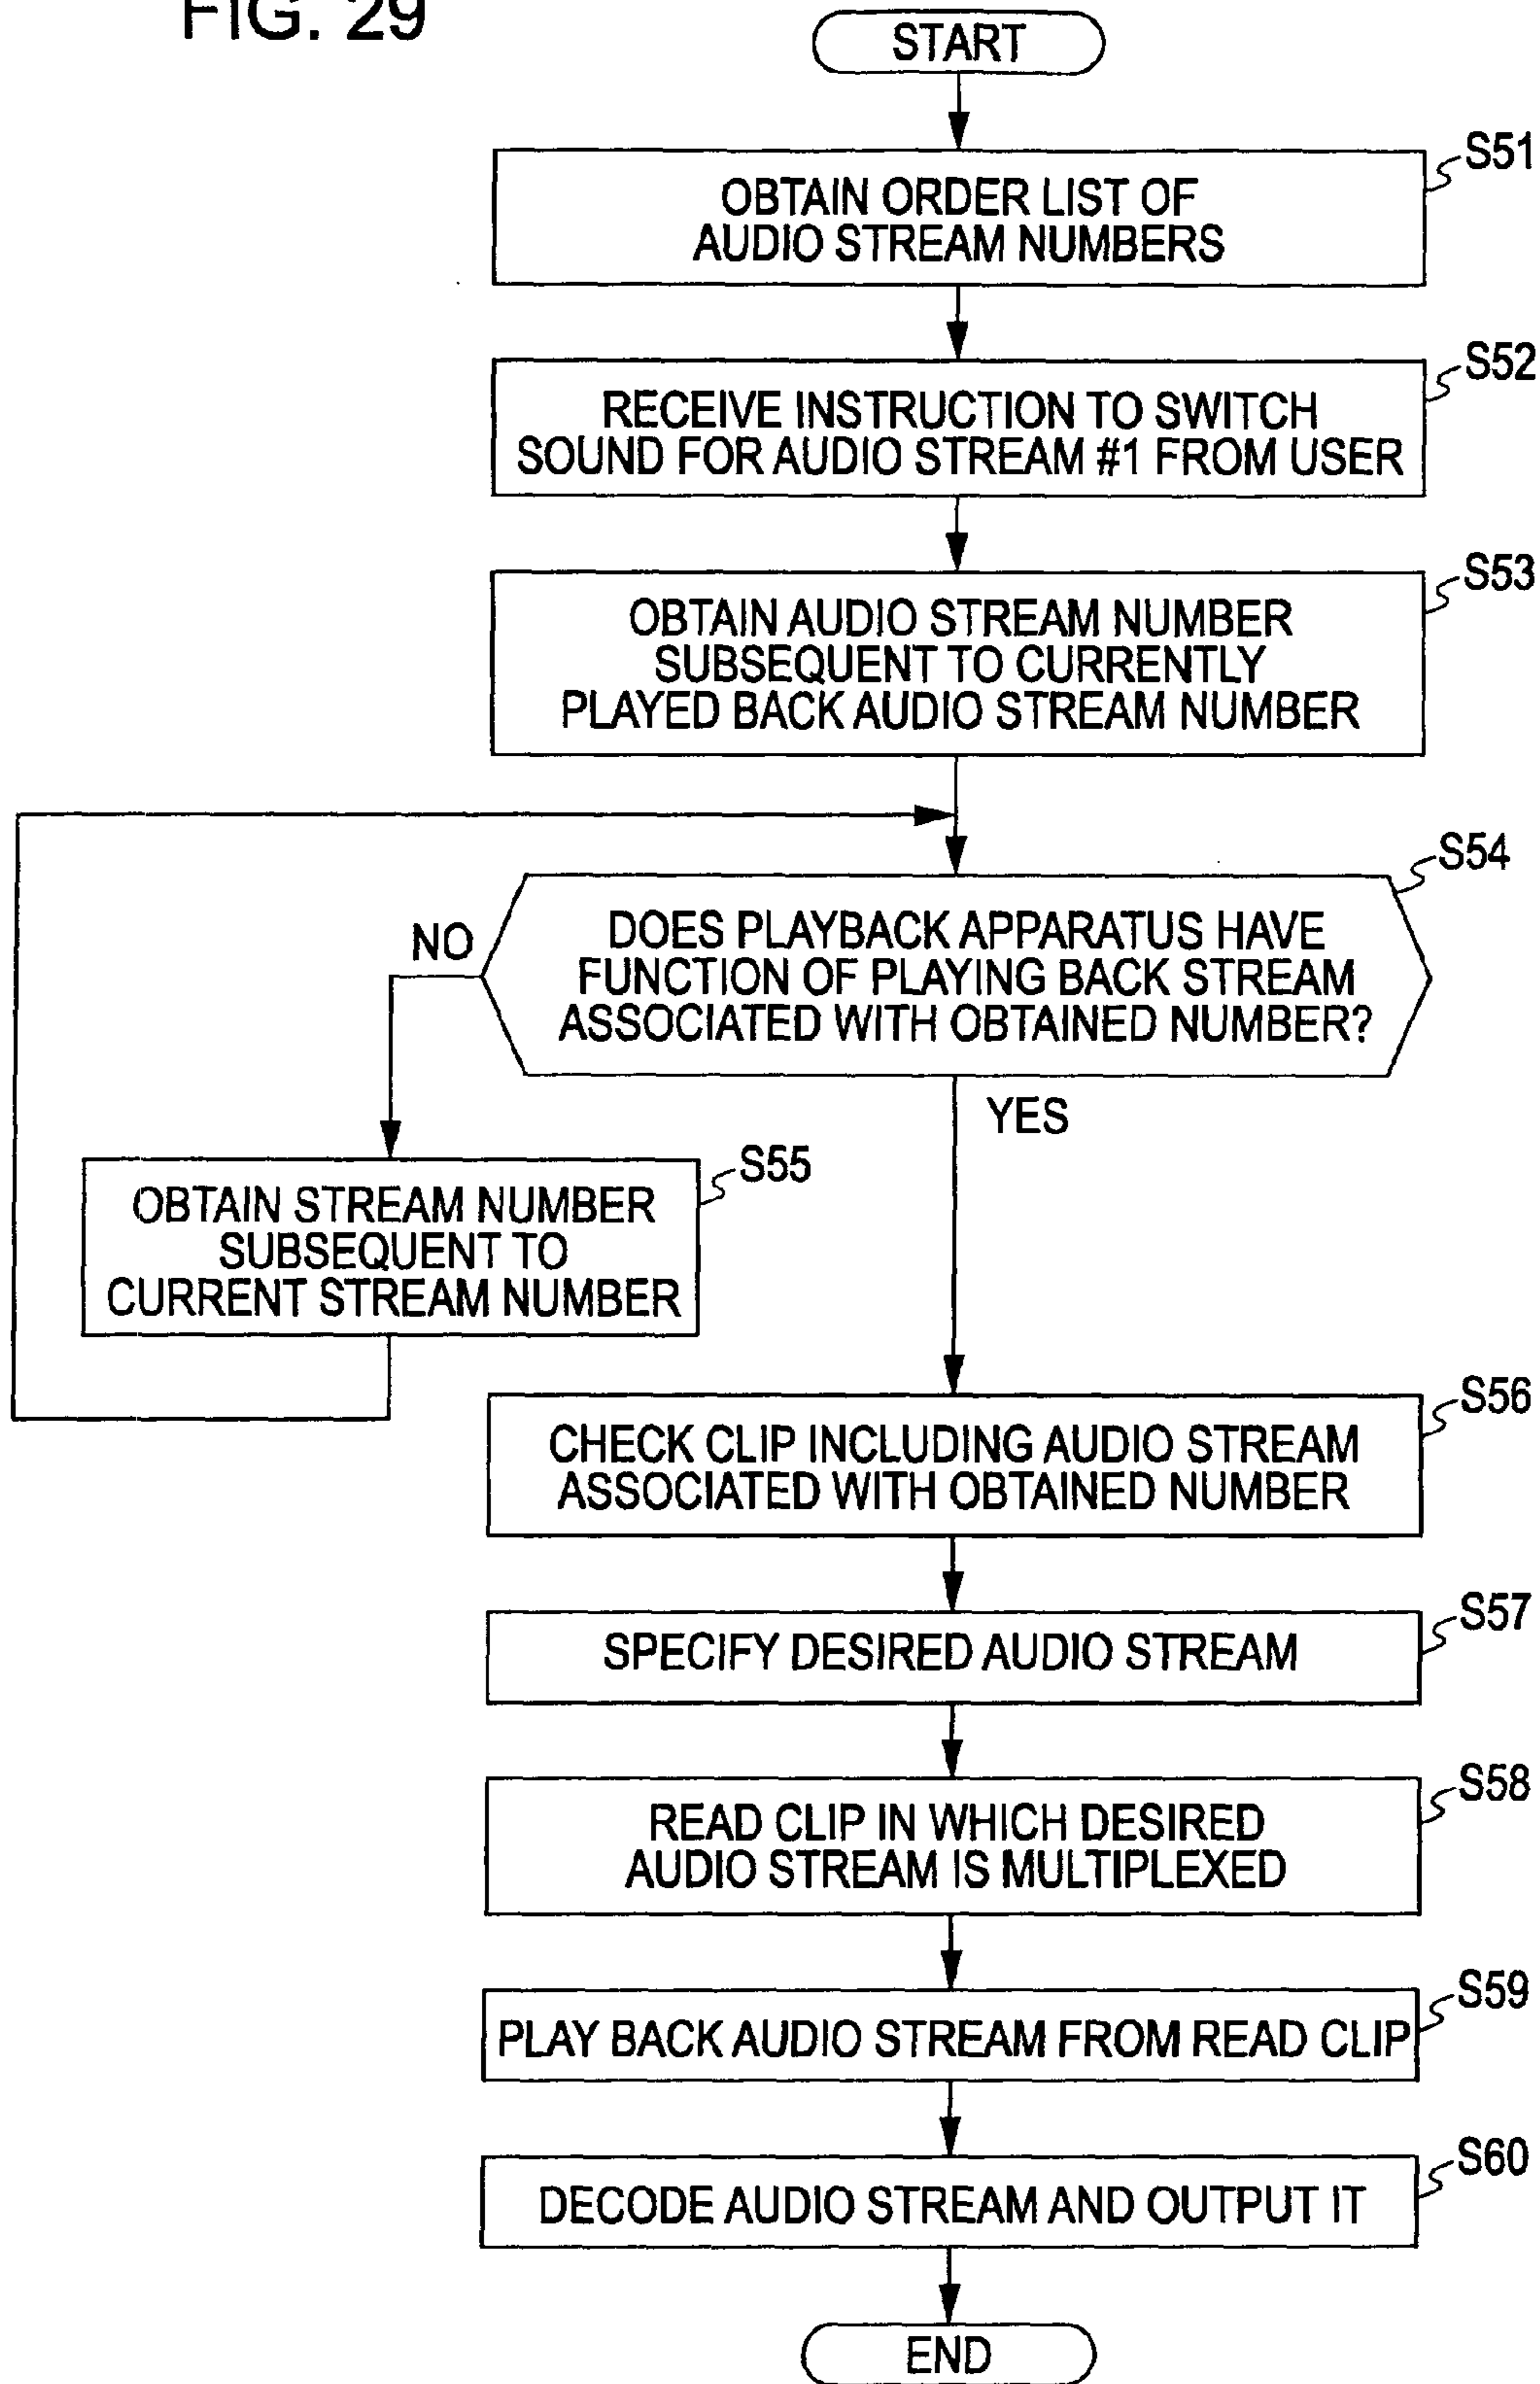 FIG. 29
START
S51
OBTAIN ORDER LIST OF
AUDIO STREAM NUMBERS
S52
RECEIVE INSTRUCTION TO SWITCH
SOUND FOR AUDIO STREAM #1 FROM USER
S53
OBTAIN AUDIO STREAM NUMBER
SUBSEQUENT TO CURRENTLY
PLAYED BACK AUDIO STREAM NUMBER
S54
DOES PLAYBACK APPARATUS HAVE
FUNCTION OF PLAYING BACK STREAM
ASSOCIATED WITH OBTAINED NUMBER?
NO
YES
S55
OBTAIN STREAM NUMBER
SUBSEQUENT TO
CURRENT STREAM NUMBER
S56
CHECK CLIP INCLUDING AUDIO STREAM
ASSOCIATED WITH OBTAINED NUMBER
S57
SPECIFY DESIRED AUDIO STREAM
S58
READ CLIP IN WHICH DESIRED
AUDIO STREAM IS MULTIPLEXED
S59
PLAY BACK AUDIO STREAM FROM READ CLIP
S60
DECODE AUDIO STREAM AND OUTPUT IT
END